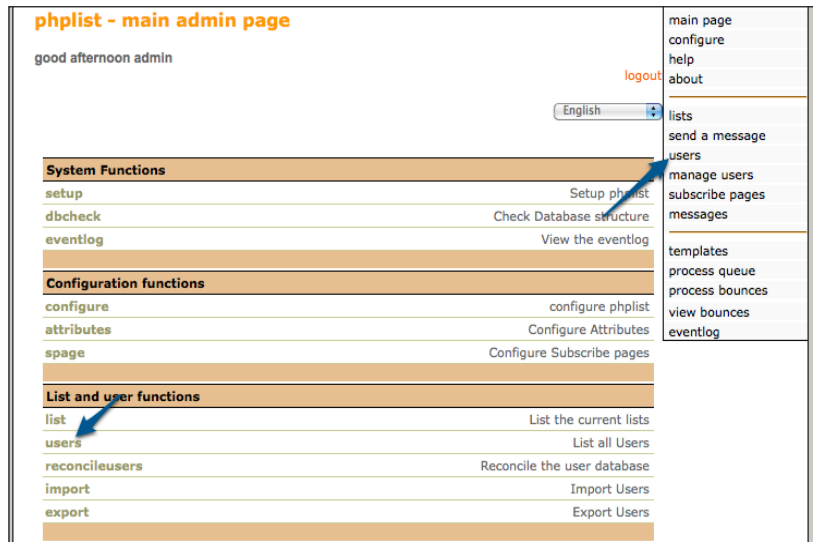 phplist - main admin page
good afternoon admin
logout
English
System Functions
setup Setup phplist
dbcheck Check Database structure
eventlog View the eventlog
Configuration functions
configure configure phplist
attributes Configure Attributes
spage Configure Subscribe pages
List and user functions
list List the current lists
users List all Users
reconcileusers Reconcile the user database
import Import Users
export Export Users
main page
configure
help
about
lists
send a message
users
manage users
subscribe pages
messages
templates
process queue
process bounces
view bounces
eventlog